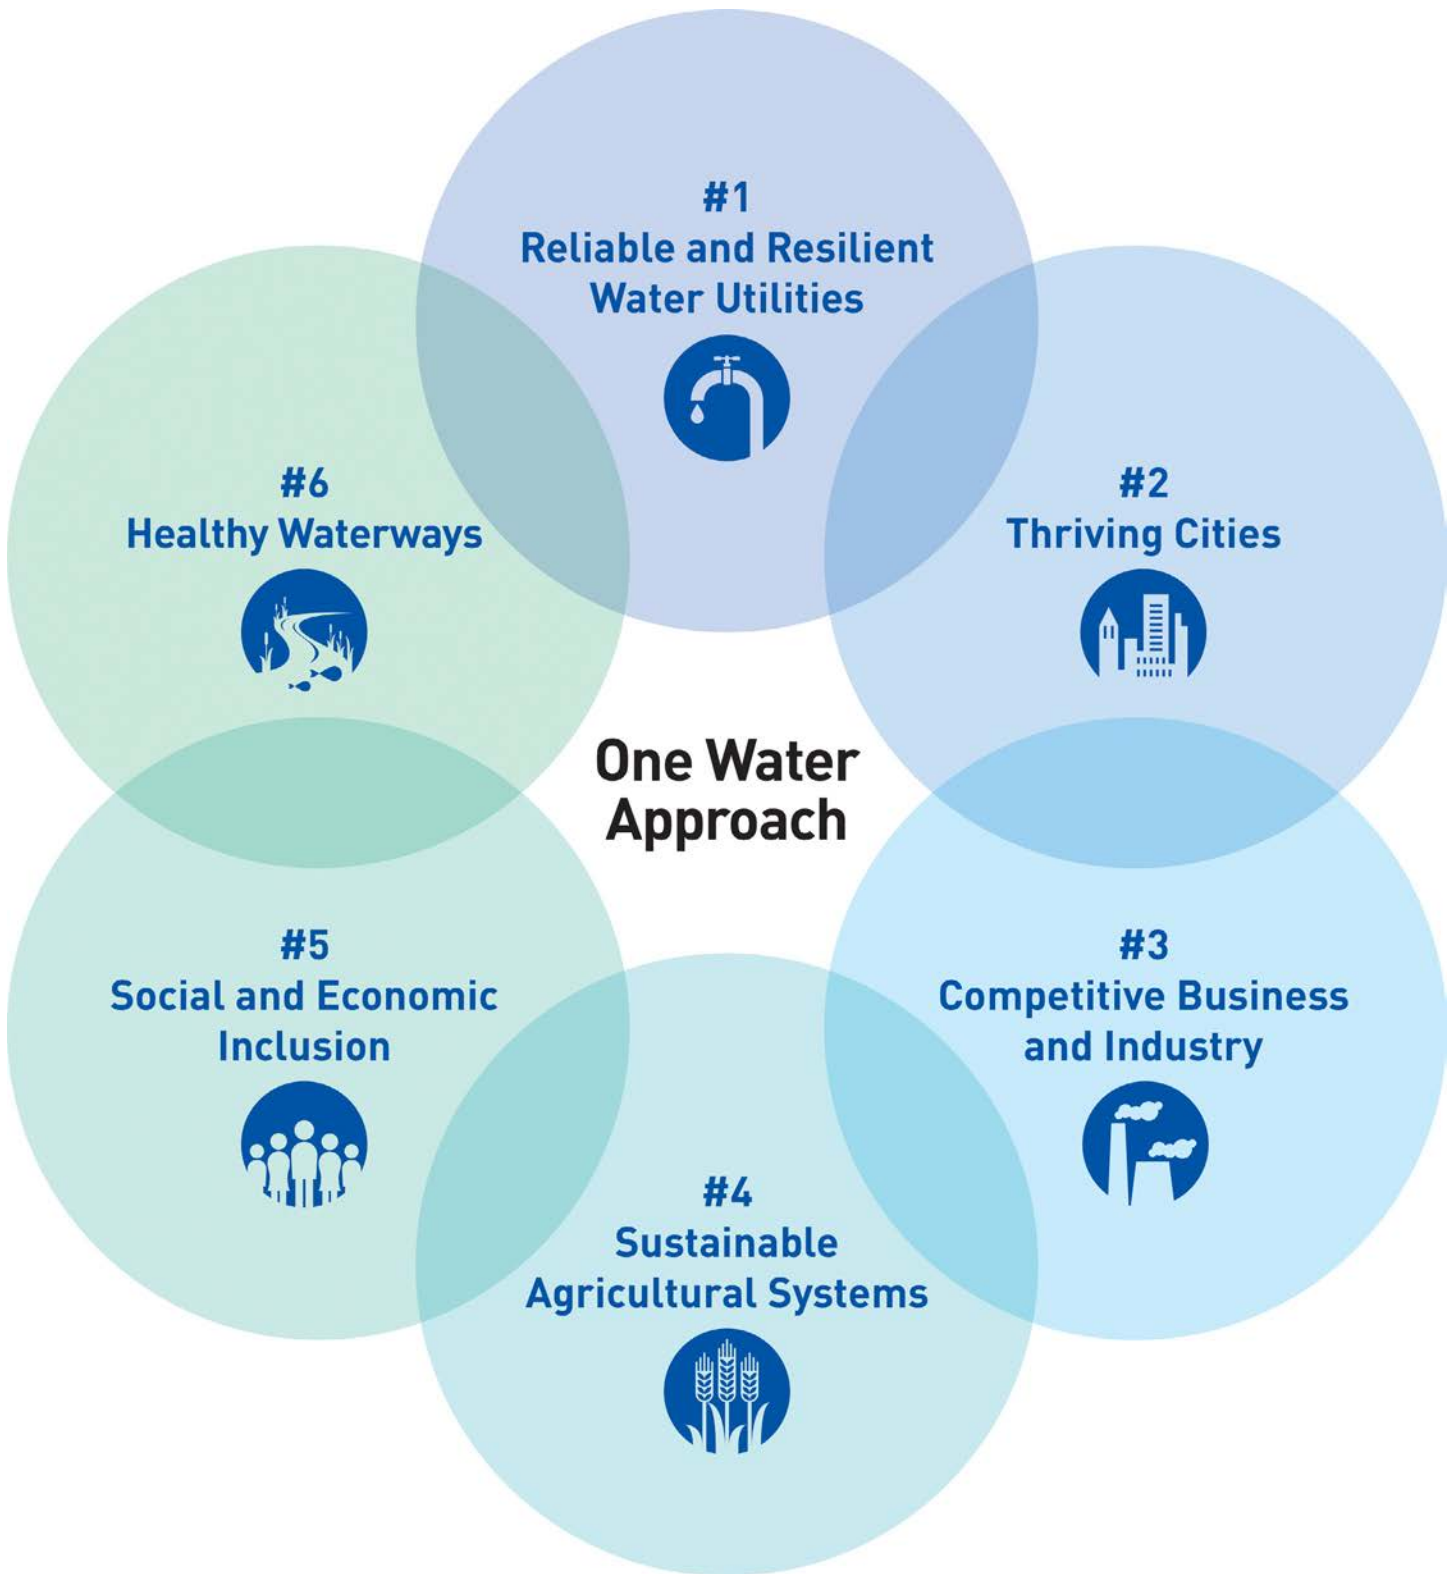 #1
Reliable and Resilient
Water Utilities
#2
Thriving Cities
#3
Competitive Business
and Industry
#4
Sustainable
Agricultural Systems
#5
Social and Economic
Inclusion
#6
Healthy Waterways
One Water
Approach